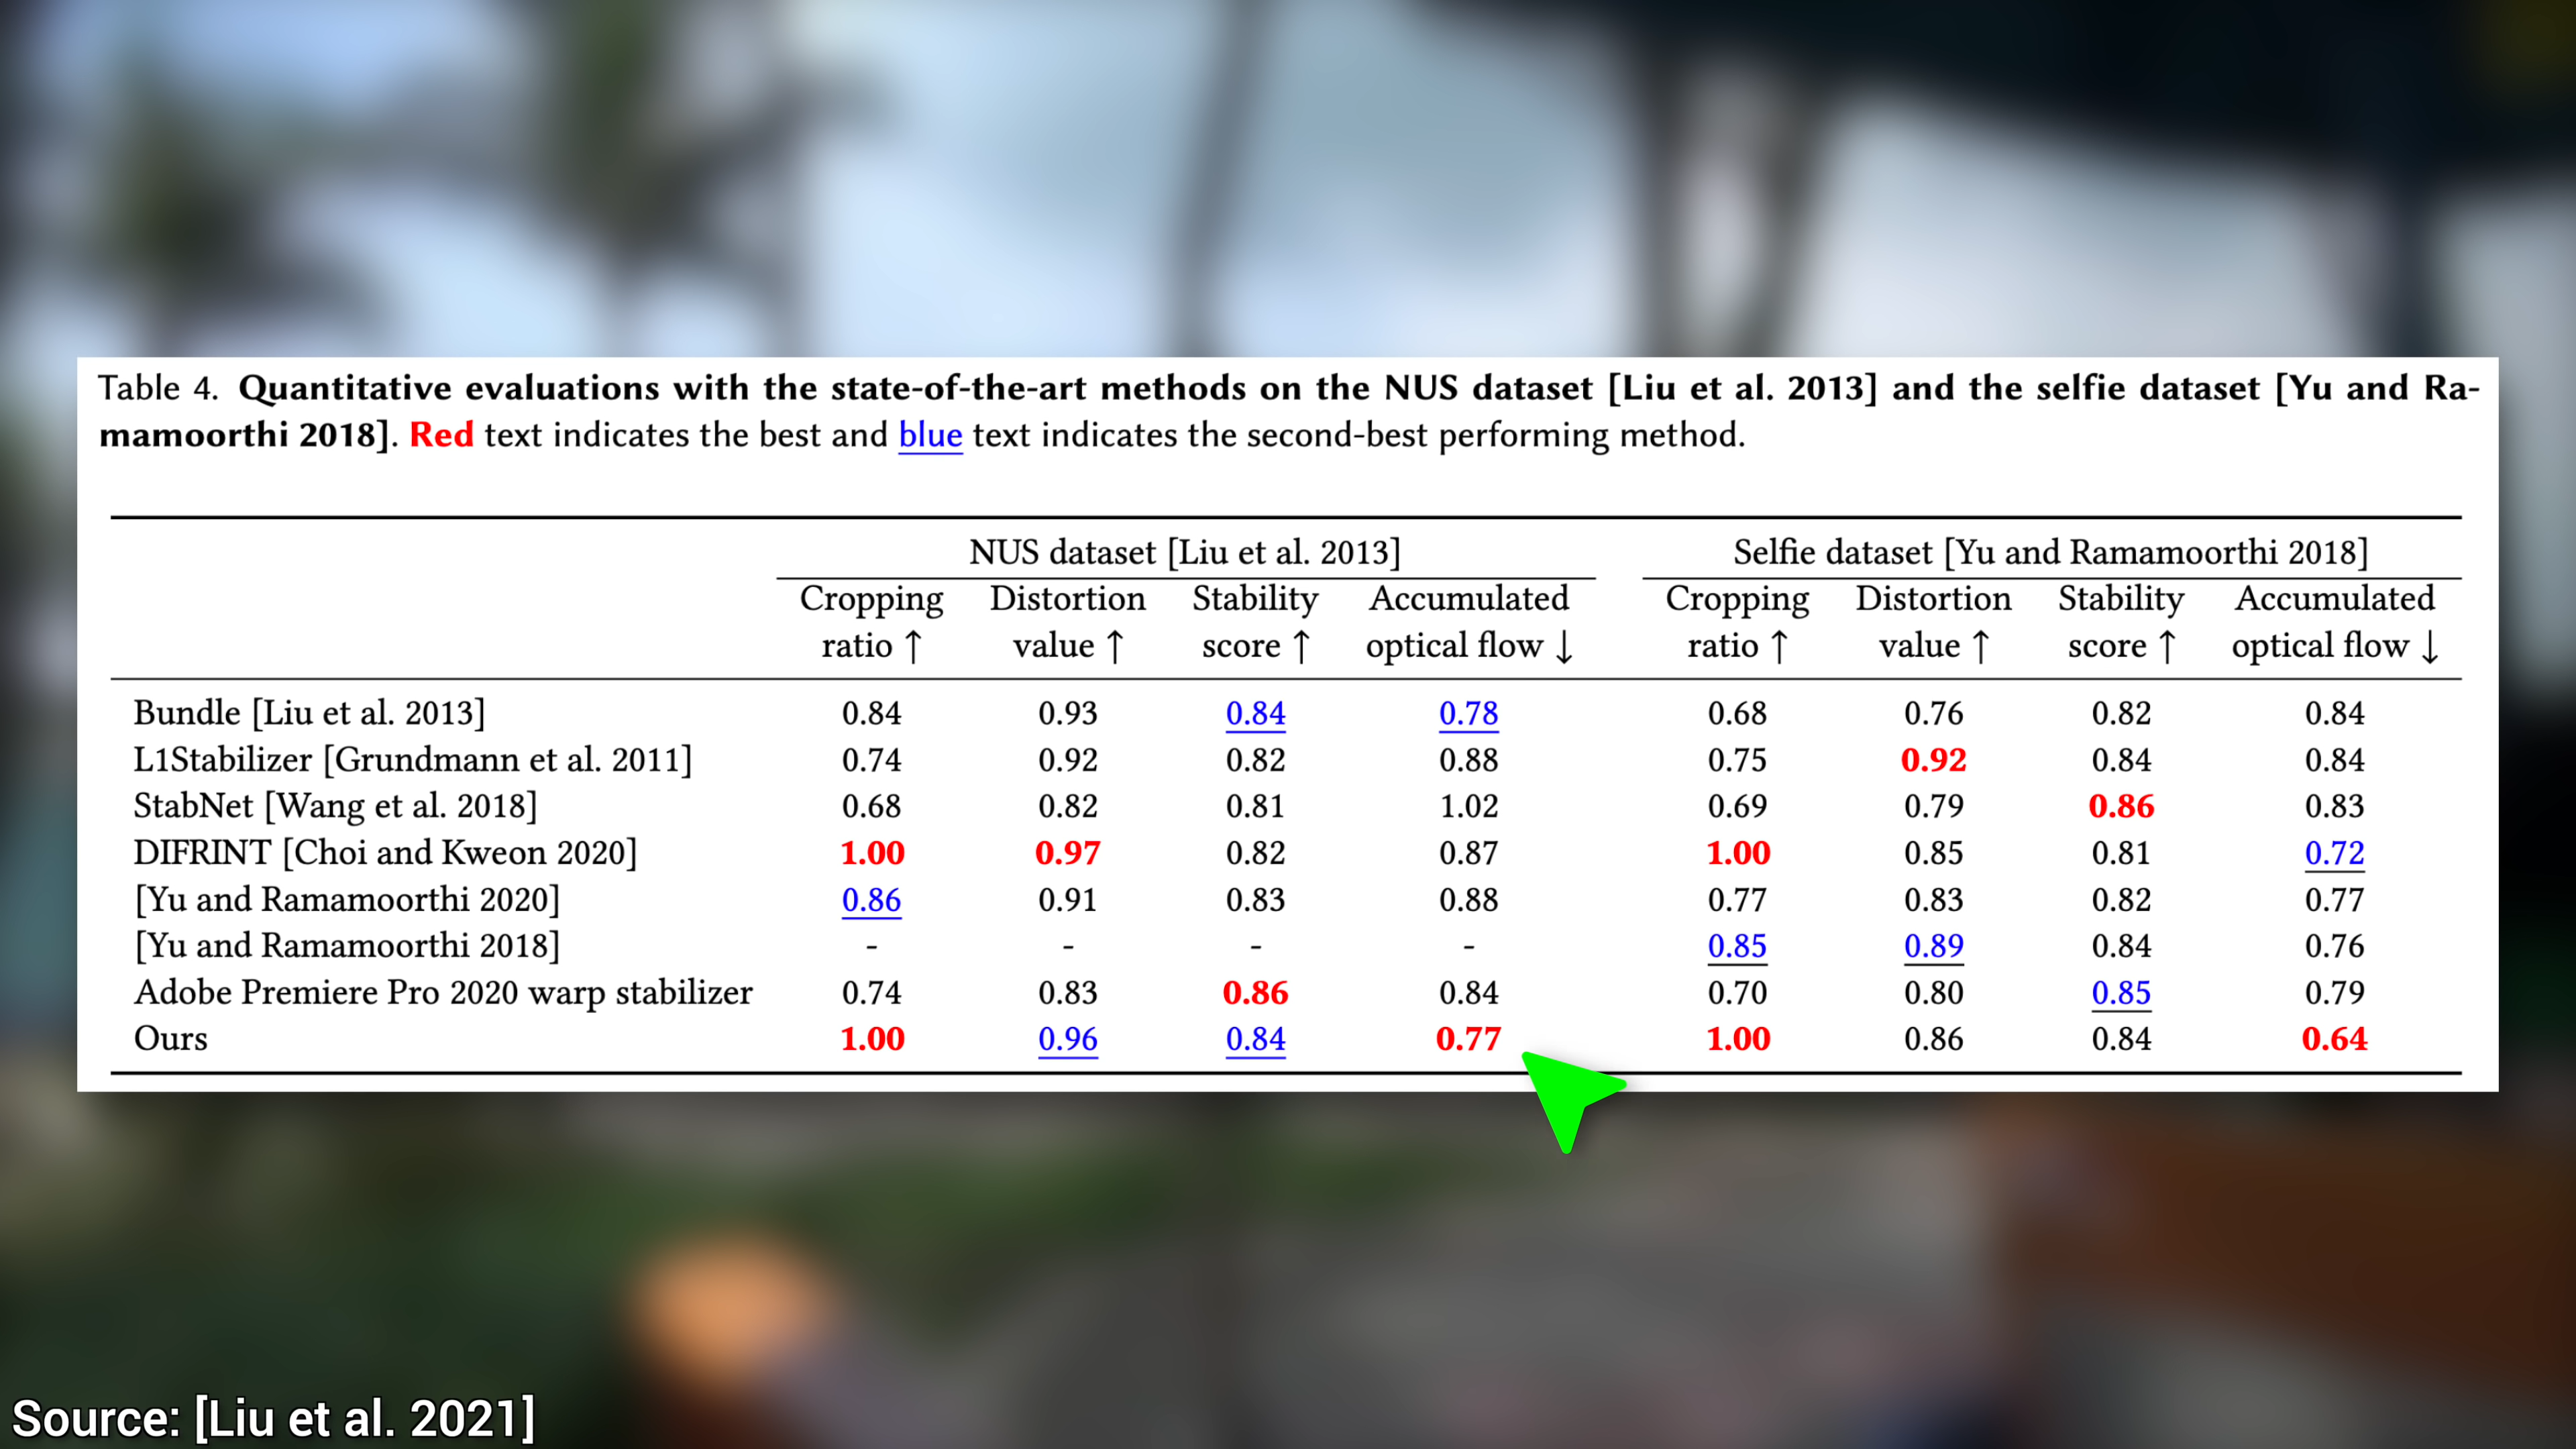 Table 4. Quantitative evaluations with the state-of-the-art methods on the NUS dataset [Liu et al. 2013] and the selfie dataset [Yu and Ra-
mamoorthi 2018]. Red text indicates the best and blue text indicates the second-best performing method.
NUS dataset [Liu et al. 2013] Selfie dataset [Yu and Ramamoorthi 2018]
Cropping Distortion Stability Accumulated Cropping Distortion Stability Accumulated
ratio ↑ value ↑ score ↑ optical flow ↓ ratio ↑ value ↑ score ↑ optical flow ↓
Bundle [Liu et al. 2013] 0.84 0.93 0.84 0.78 0.68 0.76 0.82 0.84
L1Stabilizer [Grundmann et al. 2011] 0.74 0.92 0.82 0.88 0.75 0.92 0.84 0.84
StabNet [Wang et al. 2018] 0.68 0.82 0.81 1.02 0.69 0.79 0.86 0.83
DIFRINT [Choi and Kweon 2020] 1.00 0.97 0.82 0.87 1.00 0.85 0.81 0.72
[Yu and Ramamoorthi 2020] 0.86 0.91 0.83 0.88 0.77 0.83 0.82 0.77
[Yu and Ramamoorthi 2018] - - - - 0.85 0.89 0.84 0.76
Adobe Premiere Pro 2020 warp stabilizer 0.74 0.83 0.86 0.84 0.70 0.80 0.85 0.79
Ours 1.00 0.96 0.84 0.77 1.00 0.86 0.84 0.64
Source: [Liu et al. 2021]